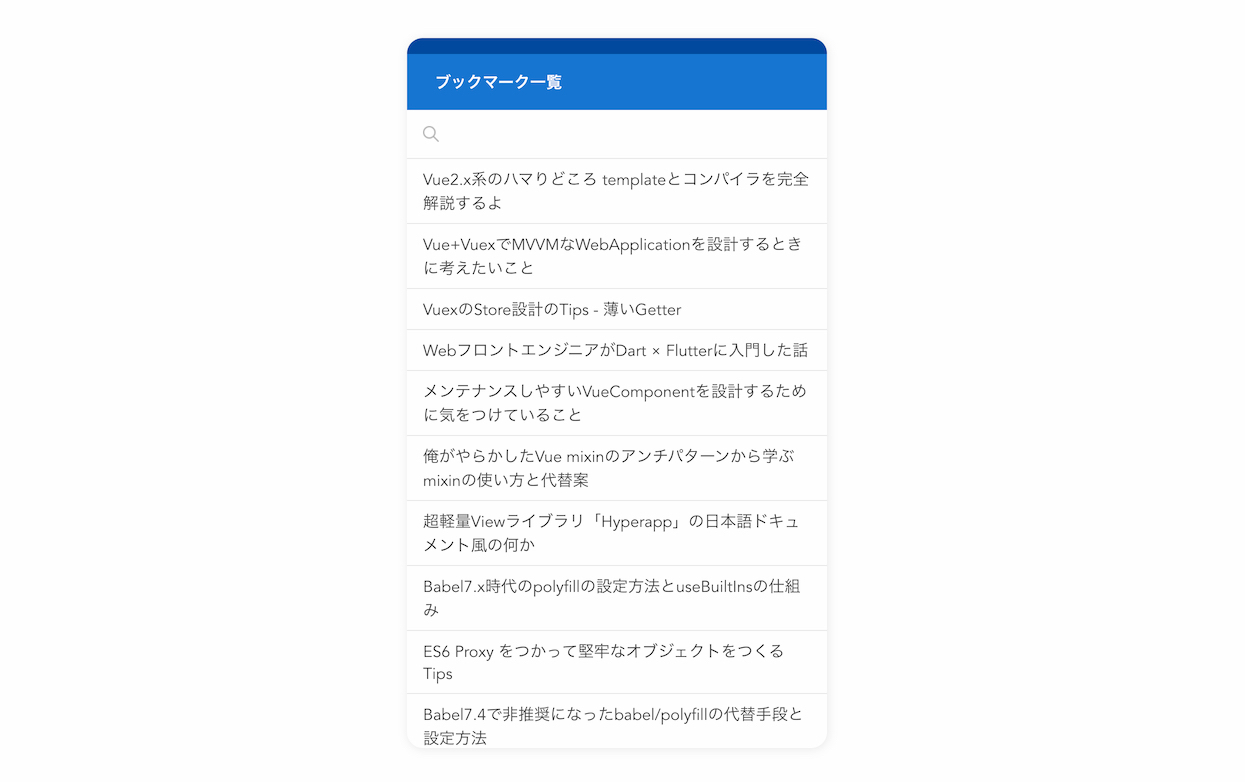 ブックマーク一覧
Vue2.x系のハマりどころ templateとコンパイラを完全
解説するよ
Vue+VuexでMVVMなWebApplicationを設計するとき
に考えたいこと
VuexのStore設計のTips - 薄いGetter
WebフロントエンジニアがDart × Flutterに入門した話
メンテナンスしやすいVueComponentを設計するため
に気をつけていること
俺がやらかしたVue mixinのアンチパターンから学ぶ
mixinの使い方と代替案
超軽量Viewライブラリ「Hyperapp」の日本語ドキュ
メント風の何か
Babel7.x時代のpolyfillの設定方法とuseBuiltInsの仕組
み
ES6 Proxy をつかって堅牢なオブジェクトをつくる
Tips
Babel7.4で非推奨になったbabel/polyfillの代替手段と
設定方法